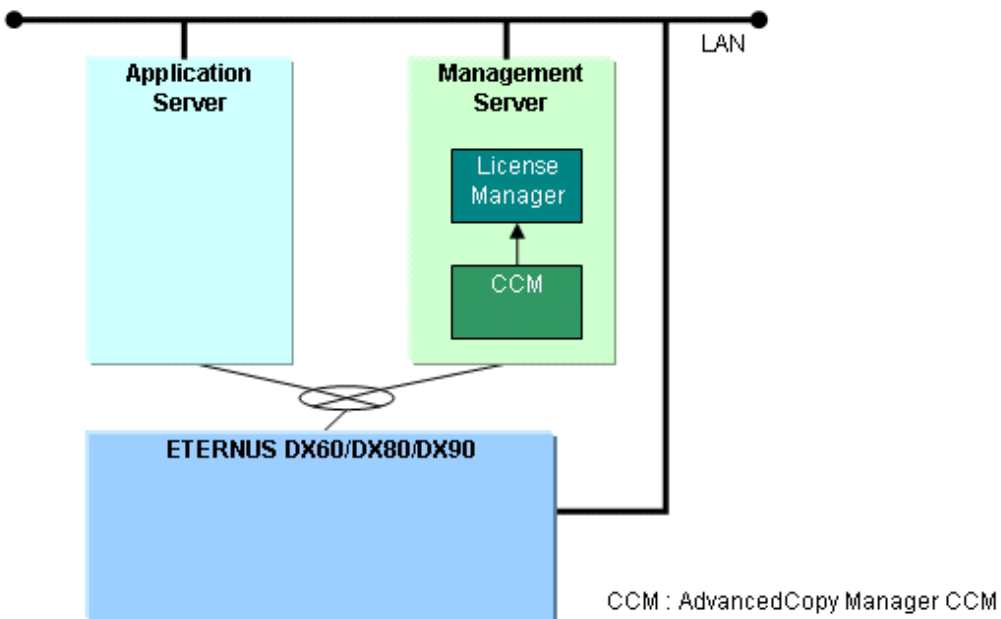 LAN
Application
Server
Management
Server
License
Manager
CCM
ETERNUS DX60/DX80/DX90
CCM : AdvancedCopy Manager CCM